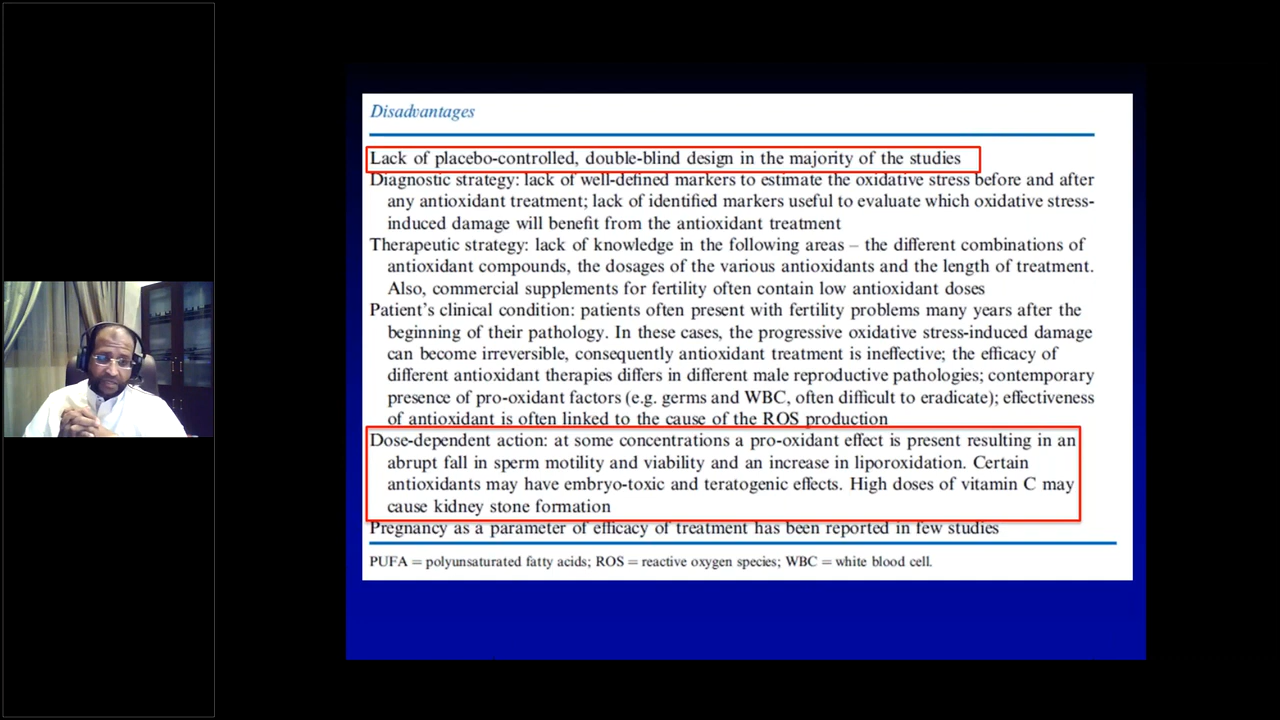 Disadvantages
Lack of placebo-controlled, double-blind design in the majority of the studies
Diagnostic strategy: lack of well-defined markers to estimate the oxidative stress before and after
any antioxidant treatment; lack of identified markers useful to evaluate which oxidative stress-
induced damage will benefit from the antioxidant treatment
Therapeutic strategy: lack of knowledge in the following areas – the different combinations of
antioxidant compounds, the dosages of the various antioxidants and the length of treatment.
Also, commercial supplements for fertility often contain low antioxidant doses
Patient's clinical condition: patients often present with fertility problems many years after the
beginning of their pathology. In these cases, the progressive oxidative stress-induced damage
can become irreversible, consequently antioxidant treatment is ineffective; the efficacy of
different antioxidant therapies differs in different male reproductive pathologies; contemporary
presence of pro-oxidant factors (e.g. germs and WBC, often difficult to eradicate); effectiveness
of antioxidant is often linked to the cause of the ROS production
Dose-dependent action: at some concentrations a pro-oxidant effect is present resulting in an
abrupt fall in sperm motility and viability and an increase in liporoxidation. Certain
antioxidants may have embryo-toxic and teratogenic effects. High doses of vitamin C may
cause kidney stone formation
Pregnancy as a parameter of efficacy of treatment has been reported in few studies
PUFA = polyunsaturated fatty acids; ROS = reactive oxygen species; WBC = white blood cell.